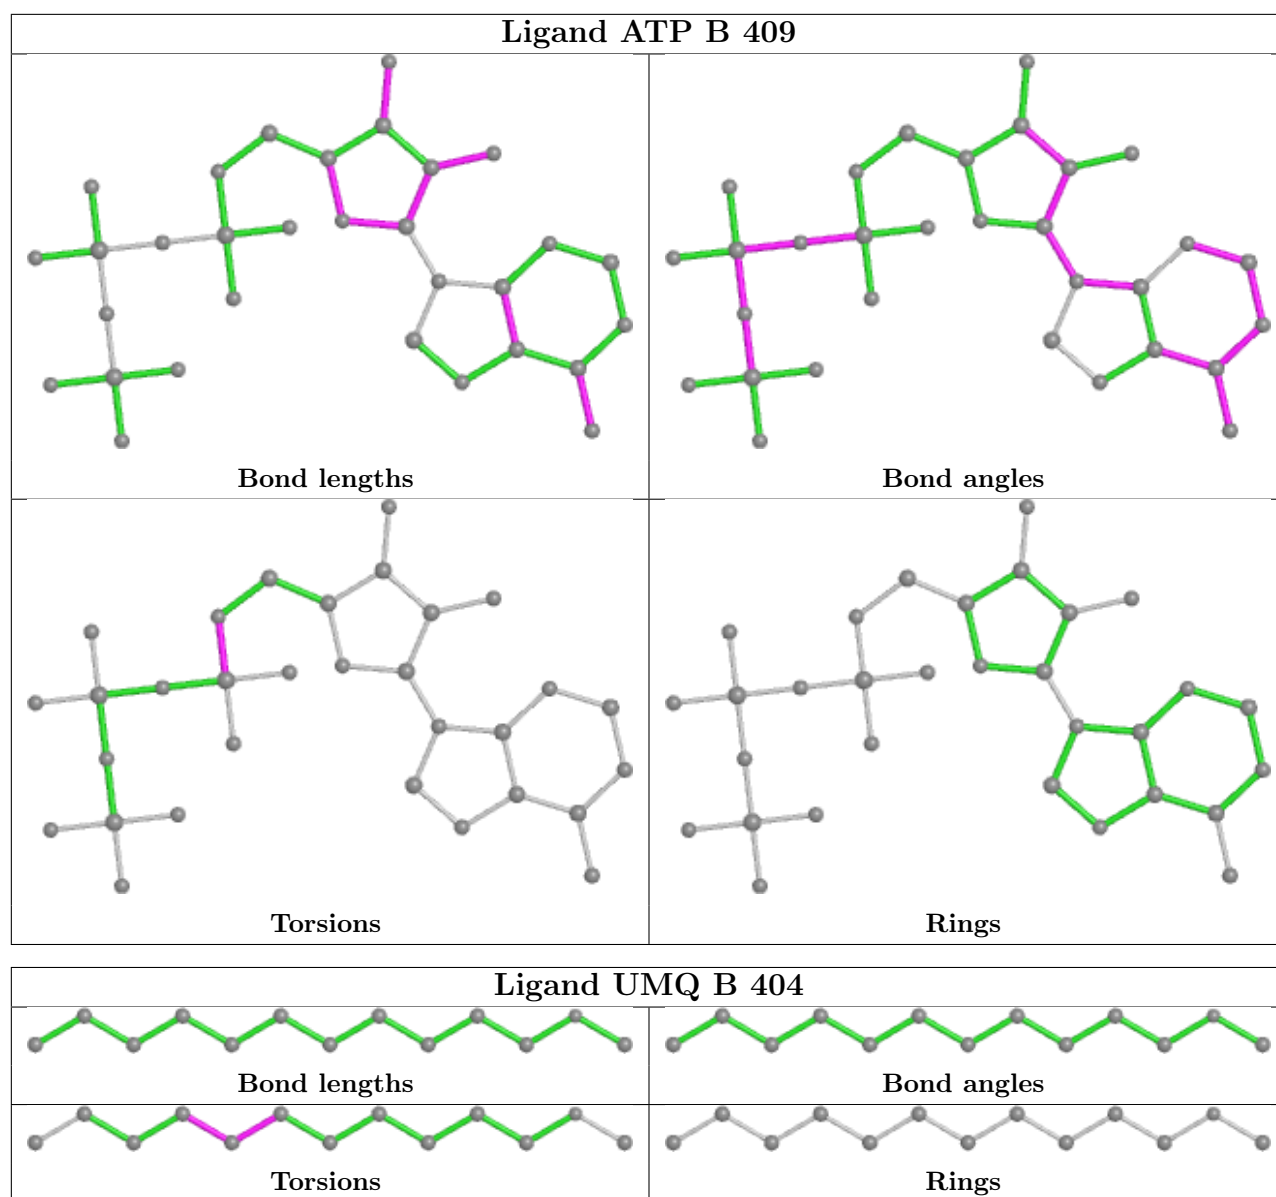 Ligand ATP B 409
Bond lengths
Bond angles
Torsions
Rings
Ligand UMQ B 404
Bond lengths
Bond angles
Torsions
Rings